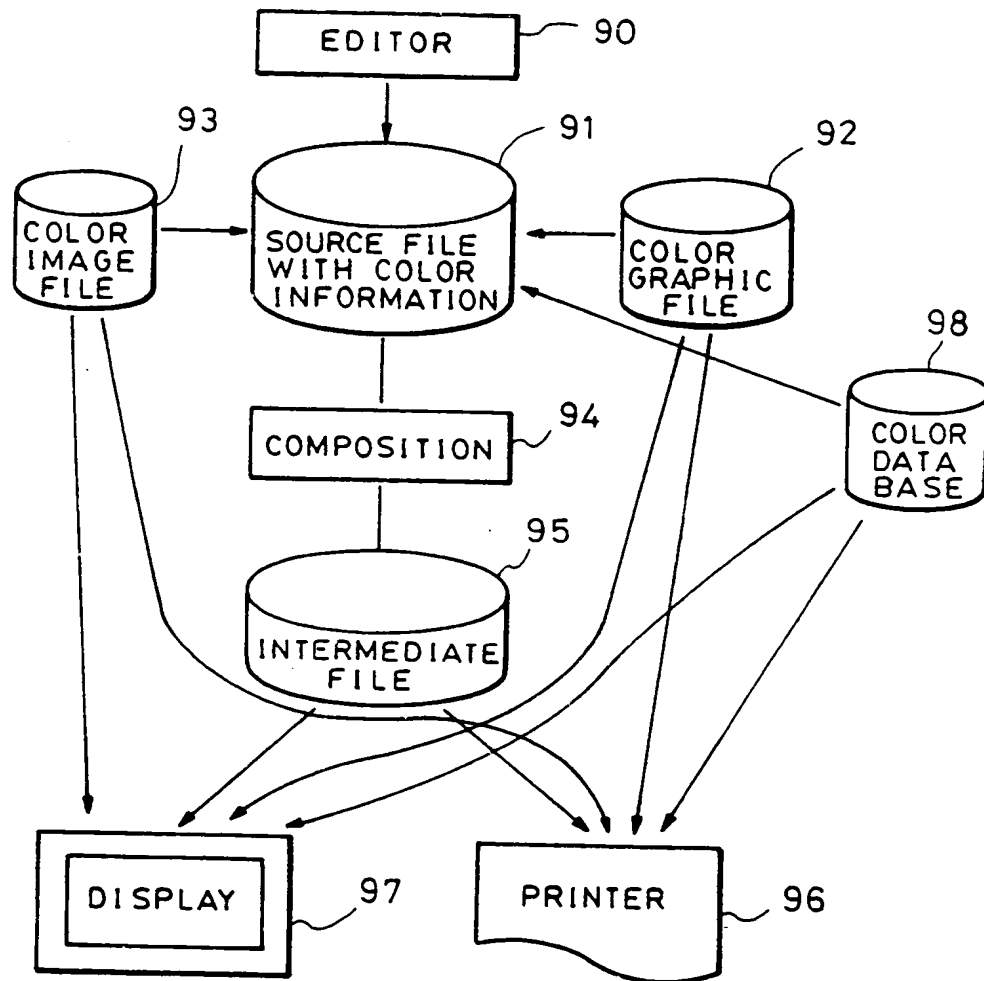 EDITOR
90
93
91
92
COLOR
IMAGE
FILE
SOURCE FILE
WITH COLOR
INFORMATION
COLOR
GRAPHIC
FILE
98
COLOR
DATA
BASE
COMPOSITION
94
95
INTERMEDIATE
FILE
DISPLAY
97
PRINTER
96